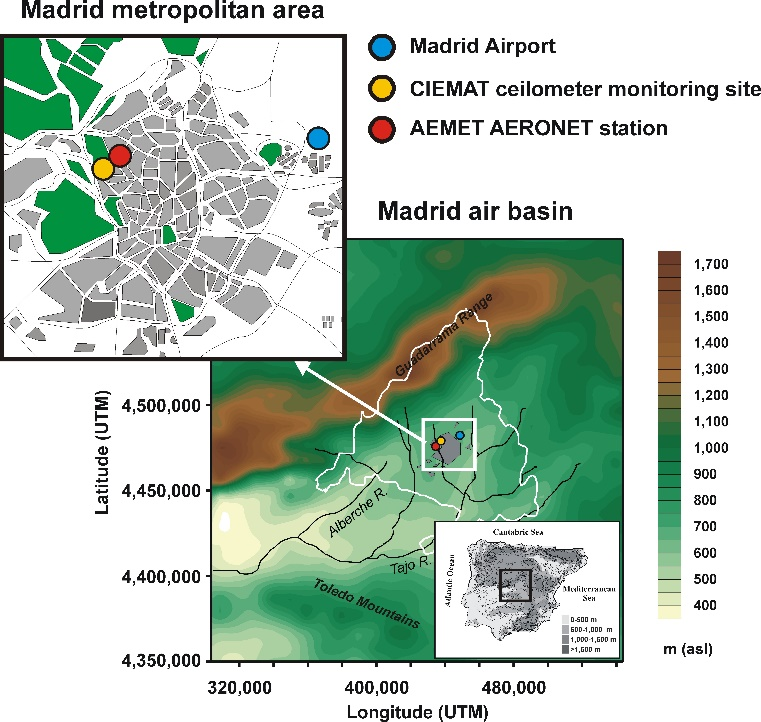 Madrid metropolitan area
Madrid Airport
CIEMAT ceilometer monitoring site
AEMET AERONET station
Madrid air basin
Guadarrama Range
Alberche R.
Tajo R.
Toledo Mountains
4,500,000
4,450,000
4,400,000
4,350,000
Latitude (UTM)
320,000
400,000
480,000
Longitude (UTM)
1,700
1,600
1,500
1,400
1,300
1,200
1,100
1,000
900
800
700
600
500
400
m (asl)
Cantabric Sea
Atlantic Ocean
Mediterranean
Sea
0-500 m
500-1,000 m
1,000-1,500 m
>1,500 m